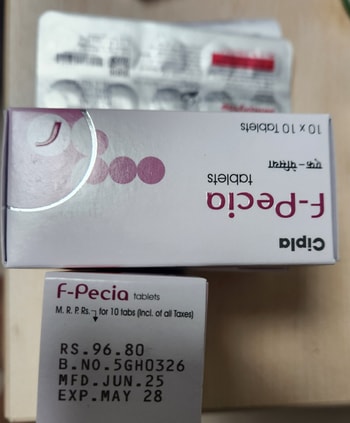 Cipla
F-Pecia
tablets
एफ-पेसिया
10 x 10 Tablets
F-Pecia tablets
M. R. P. Rs. for 10 tabs (Incl. of all Taxes)
RS.96.80
B.NO.5GH0326
MFD.JUN.25
EXP.MAY 28